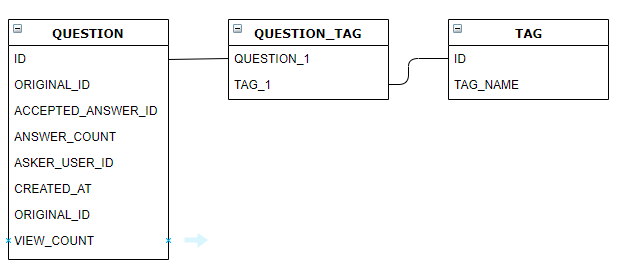 QUESTION
ID
ORIGINAL_ID
ACCEPTED_ANSWER_ID
ANSWER_COUNT
ASKER_USER_ID
CREATED_AT
ORIGINAL_ID
VIEW_COUNT
QUESTION_TAG
QUESTION_1
TAG_1
TAG
ID
TAG_NAME